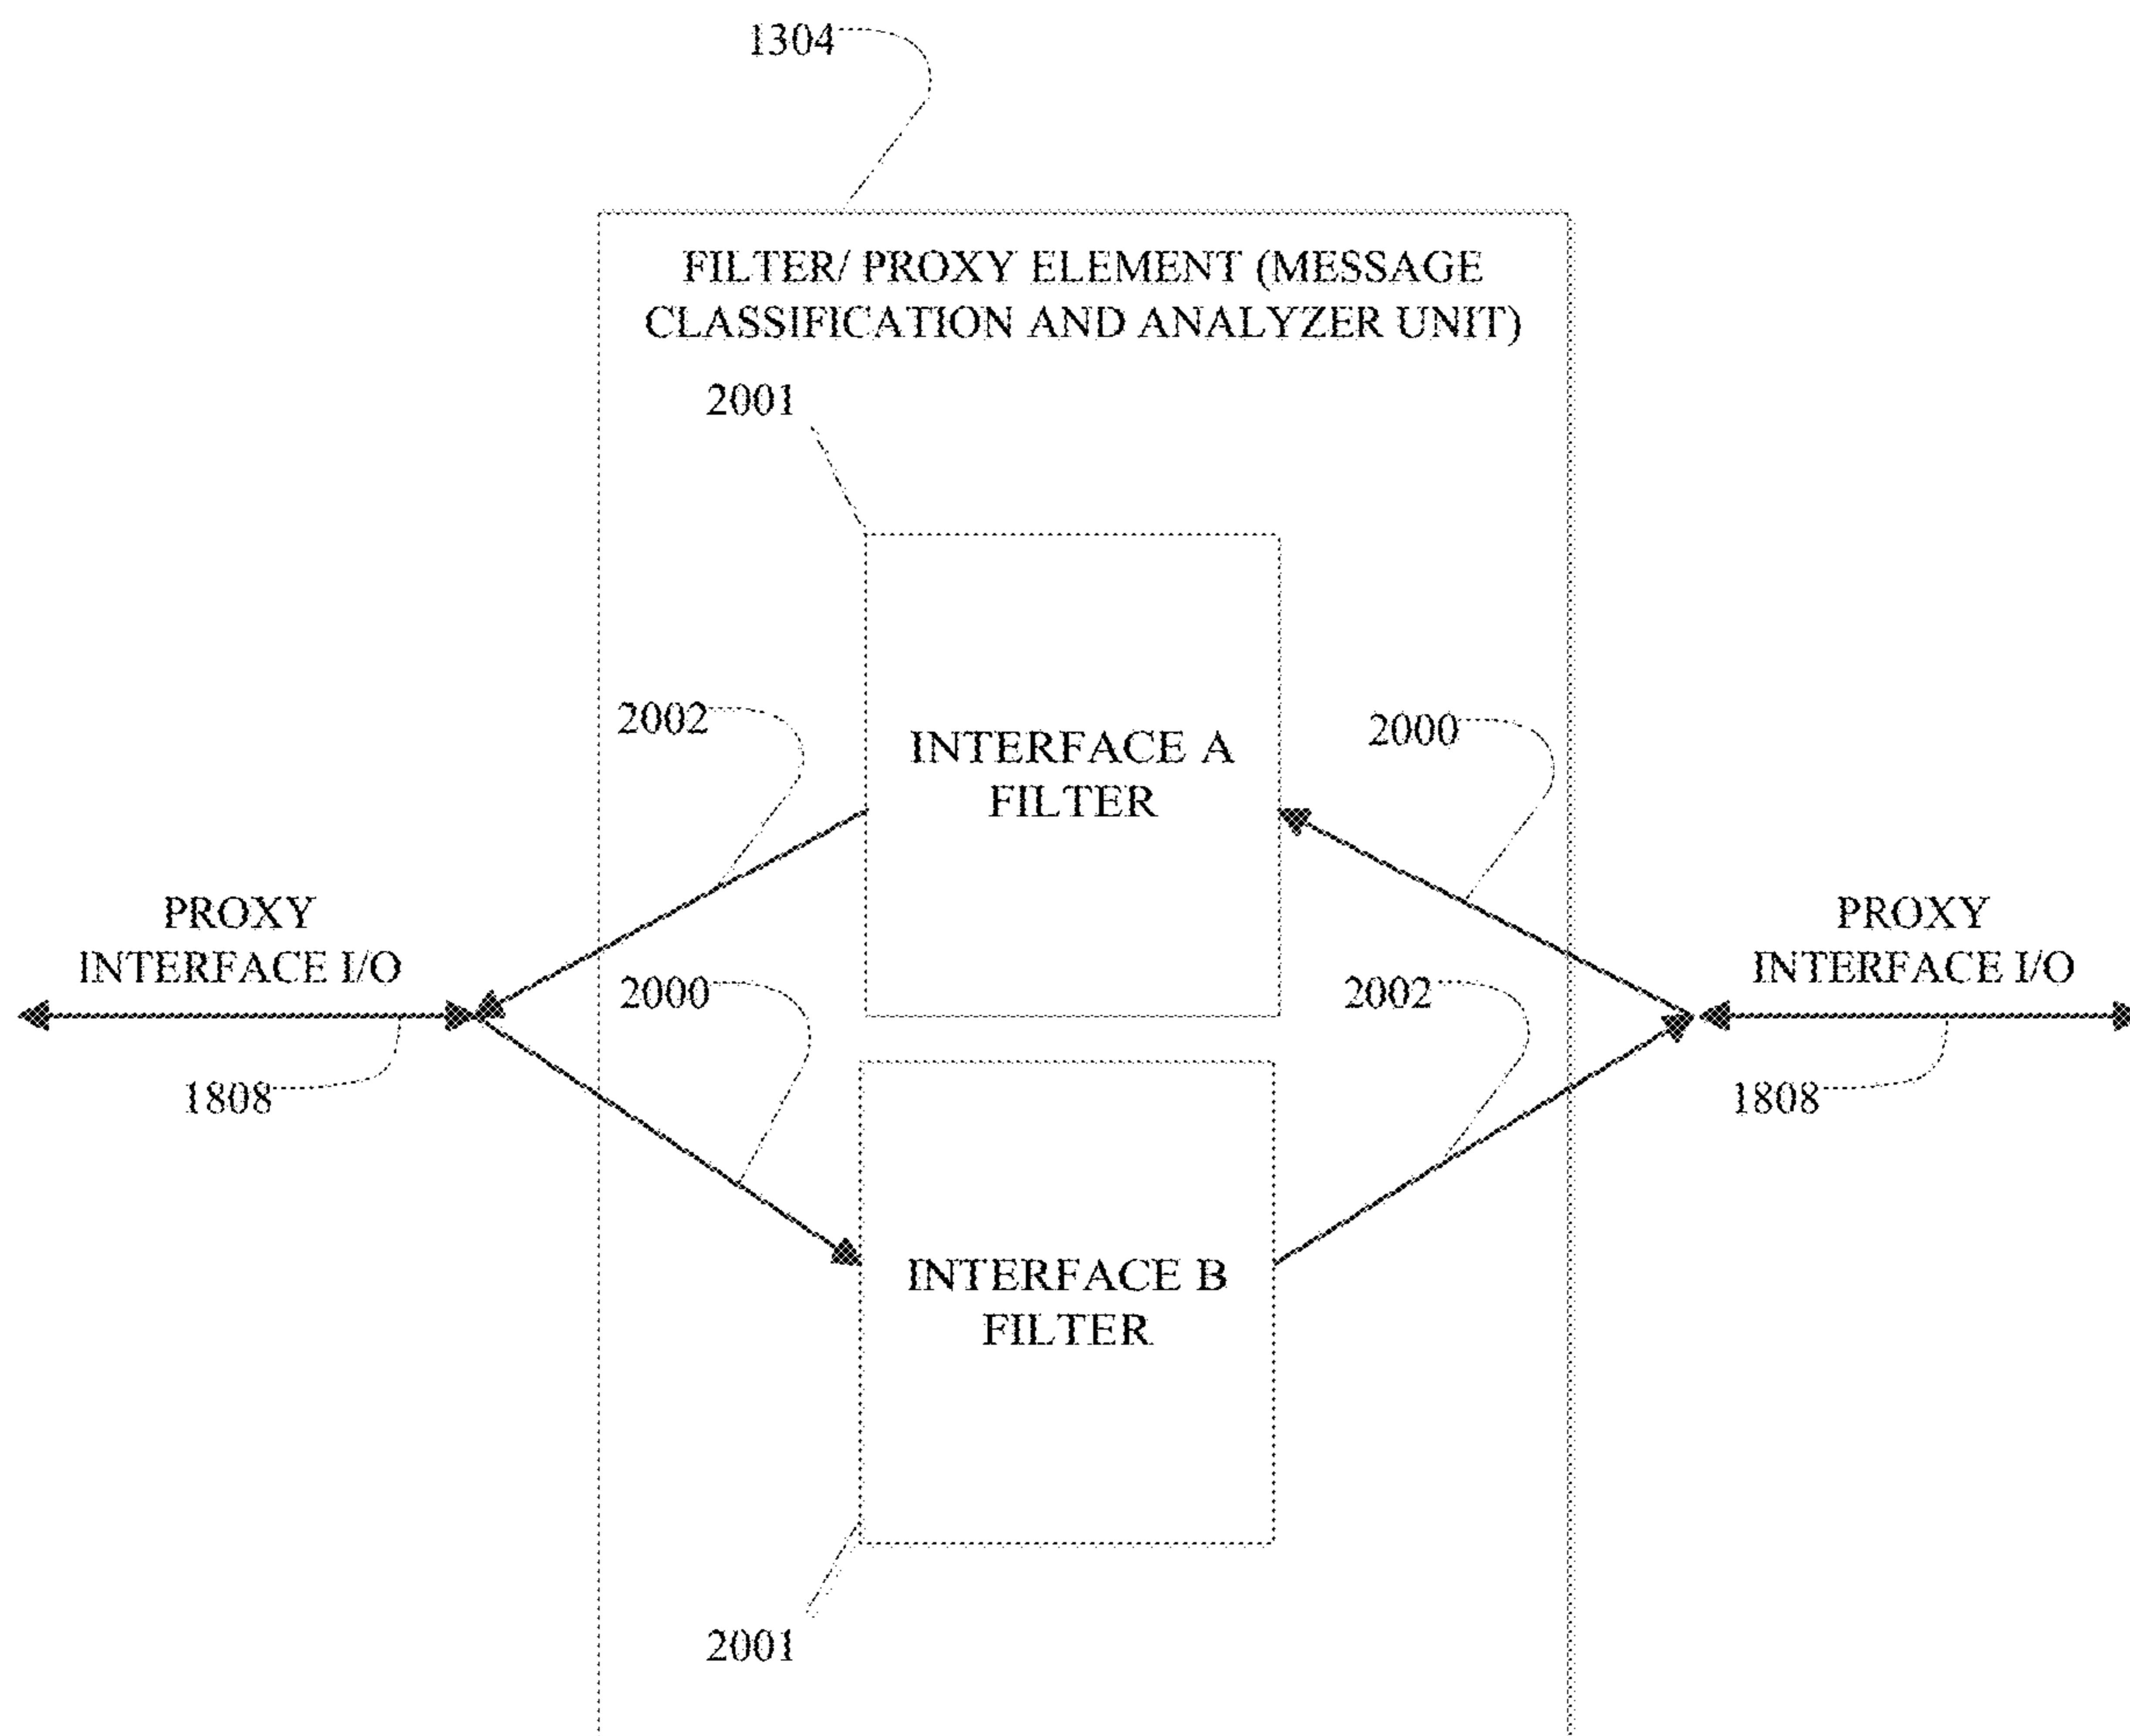 1304
FILTER/ PROXY ELEMENT (MESSAGE
CLASSIFICATION AND ANALYZER UNIT)
2001
2002
2000
INTERFACE A
FILTER
PROXY
INTERFACE I/O
PROXY
INTERFACE I/O
2000
2002
1808
1808
INTERFACE B
FILTER
2001